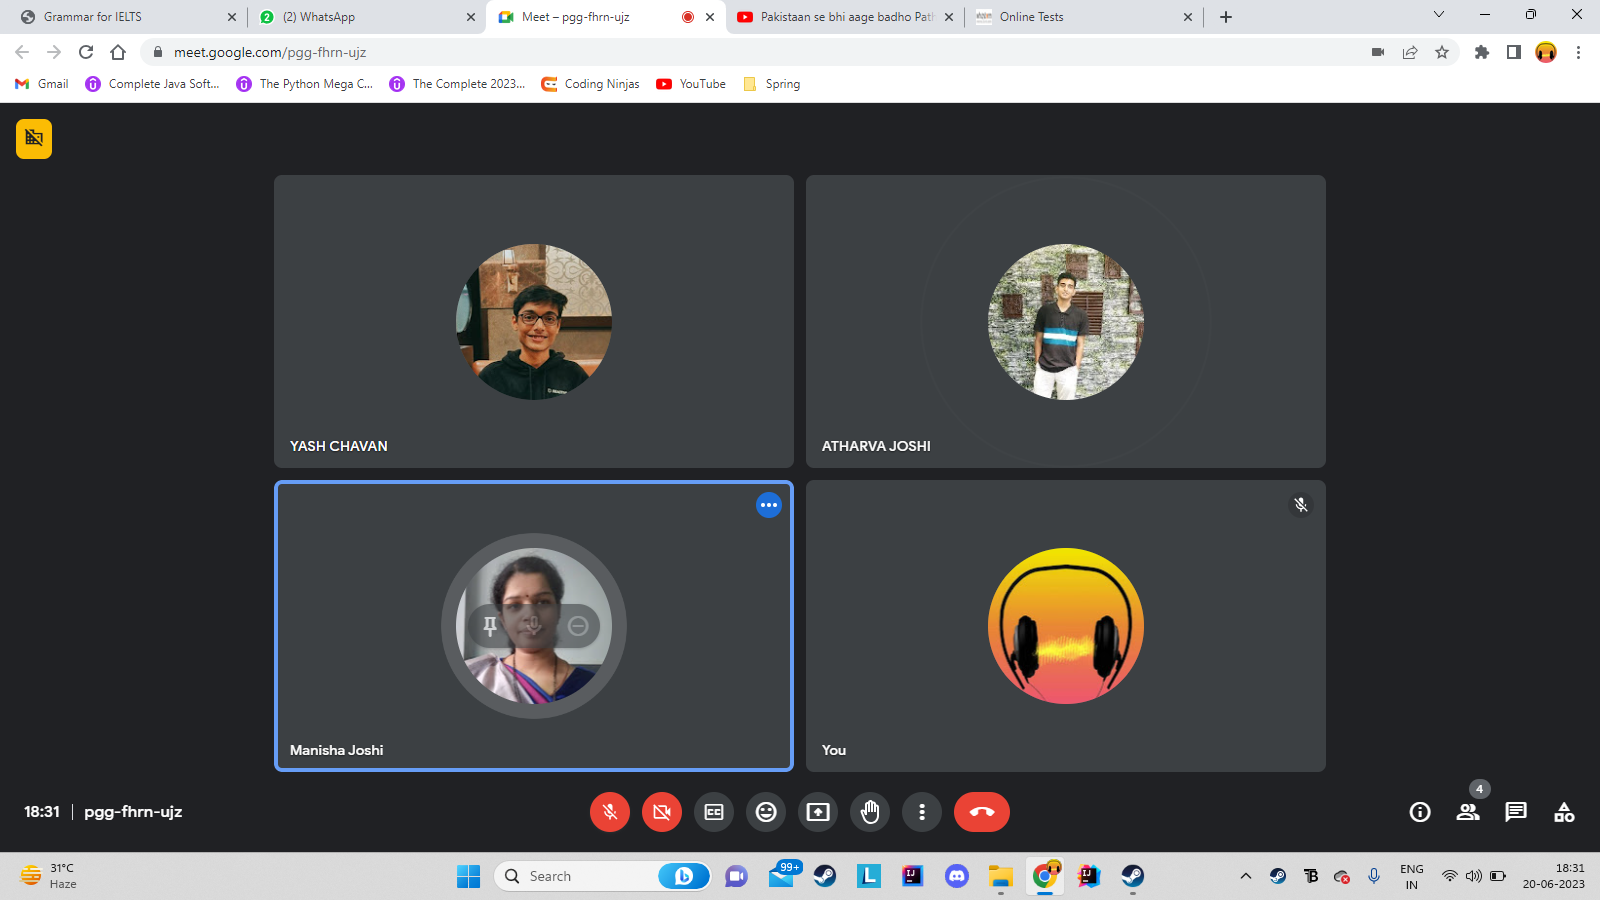 Grammar for IELTS
(2) WhatsApp
Meet – pgg-fhrn-ujz
Pakistaan se bhi aage badho Path
Online Tests
meet.google.com/pgg-fhrn-ujz
Gmail
Complete Java Soft...
The Python Mega C...
The Complete 2023...
Coding Ninjas
YouTube
Spring
YASH CHAVAN
ATHARVA JOSHI
Manisha Joshi
You
18:31 | pgg-fhrn-ujz
CC
4
31°C
Haze
Search
99+
L
IJ
IJ
ENG
IN
18:31
20-06-2023